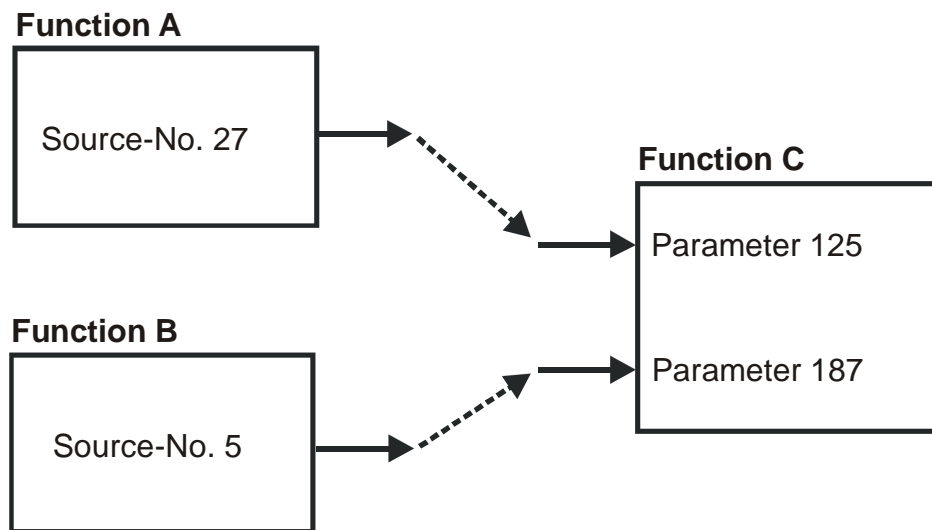 Function A
Source-No. 27
Function C
Parameter 125
Function B
Parameter 187
Source-No. 5